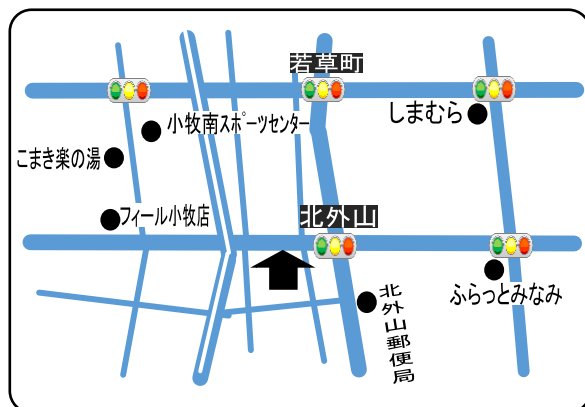 若草町
しまむら
小牧南スポーツセンター
こまき楽の湯
フィール小牧店
北外山
ふらっとみなみ
北外山郵便局